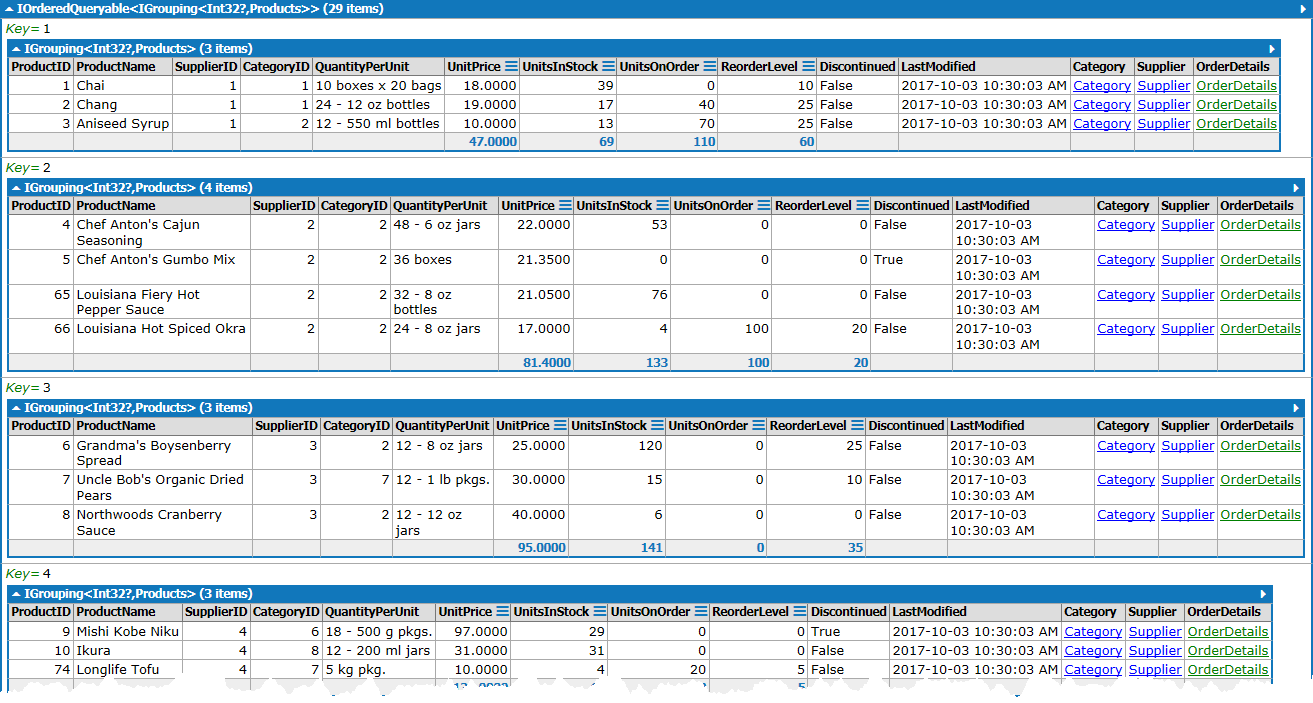 IOrderedQueryable<IGrouping<Int32?,Products>> (29 items)
Key= 1
IGrouping<Int32?,Products> (3 items)
ProductID ProductName SupplierID CategoryID QuantityPerUnit UnitPrice UnitsInStock UnitsOnOrder ReorderLevel Discontinued LastModified Category Supplier OrderDetails
1 Chai 1 1 10 boxes x 20 bags 18.0000 39 0 10 False 2017-10-03 10:30:03 AM Category Supplier OrderDetails
2 Chang 1 1 24 - 12 oz bottles 19.0000 17 40 25 False 2017-10-03 10:30:03 AM Category Supplier OrderDetails
3 Aniseed Syrup 1 2 12 - 550 ml bottles 10.0000 13 70 25 False 2017-10-03 10:30:03 AM Category Supplier OrderDetails
47.0000 69 110 60
Key= 2
IGrouping<Int32?,Products> (4 items)
ProductID ProductName SupplierID CategoryID QuantityPerUnit UnitPrice UnitsInStock UnitsOnOrder ReorderLevel Discontinued LastModified Category Supplier OrderDetails
4 Chef Anton's Cajun 2 2 48 - 6 oz jars 22.0000 53 0 0 False 2017-10-03 Category Supplier OrderDetails
Seasoning 10:30:03 AM
5 Chef Anton's Gumbo Mix 2 2 36 boxes 21.3500 0 0 0 True 2017-10-03 Category Supplier OrderDetails
10:30:03 AM
65 Louisiana Fiery Hot 2 2 32 - 8 oz 21.0500 76 0 0 False 2017-10-03 Category Supplier OrderDetails
Pepper Sauce bottles 10:30:03 AM
66 Louisiana Hot Spiced Okra 2 2 24 - 8 oz jars 17.0000 4 100 20 False 2017-10-03 Category Supplier OrderDetails
10:30:03 AM
81.4000 133 100 20
Key= 3
IGrouping<Int32?,Products> (3 items)
ProductID ProductName SupplierID CategoryID QuantityPerUnit UnitPrice UnitsInStock UnitsOnOrder ReorderLevel Discontinued LastModified Category Supplier OrderDetails
6 Grandma's Boysenberry 3 2 12 - 8 oz jars 25.0000 120 0 25 False 2017-10-03 Category Supplier OrderDetails
Spread 10:30:03 AM
7 Uncle Bob's Organic Dried 3 7 12 - 1 lb pkgs. 30.0000 15 0 10 False 2017-10-03 Category Supplier OrderDetails
Pears 10:30:03 AM
8 Northwoods Cranberry 3 2 12 - 12 oz 40.0000 6 0 0 False 2017-10-03 Category Supplier OrderDetails
Sauce jars 10:30:03 AM
95.0000 141 0 35
Key= 4
IGrouping<Int32?,Products> (3 items)
ProductID ProductName SupplierID CategoryID QuantityPerUnit UnitPrice UnitsInStock UnitsOnOrder ReorderLevel Discontinued LastModified Category Supplier OrderDetails
9 Mishi Kobe Niku 4 6 18 - 500 g pkgs. 97.0000 29 0 0 True 2017-10-03 10:30:03 AM Category Supplier OrderDetails
10 Ikura 4 8 12 - 200 ml jars 31.0000 31 0 0 False 2017-10-03 10:30:03 AM Category Supplier OrderDetails
74 Longlife Tofu 4 7 5 kg pkg. 10.0000 4 20 5 False 2017-10-03 10:30:03 AM Category Supplier OrderDetails